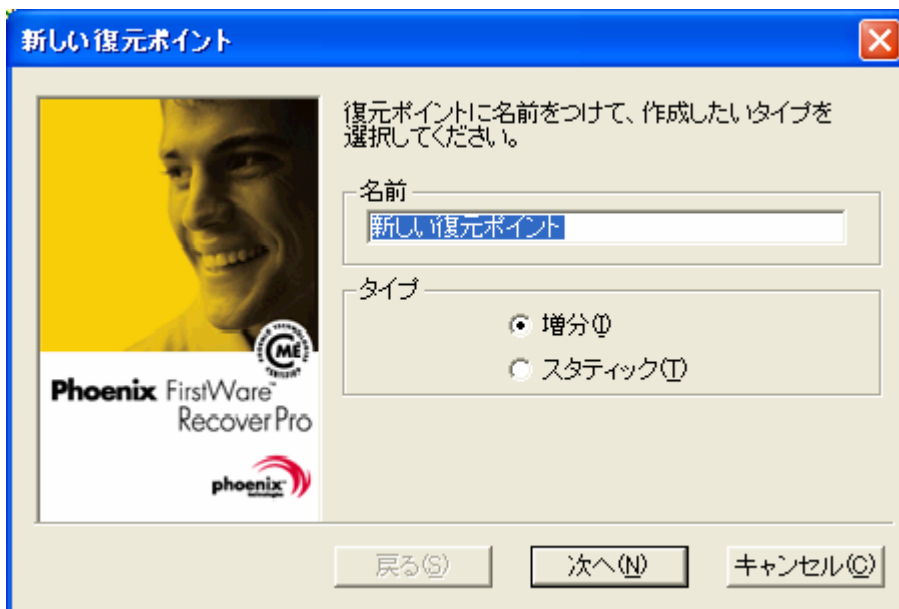 新しい復元ポイント
復元ポイントに名前をつけて、作成したいタイプを
選択してください。
名前
新しい復元ポイント
タイプ
増分(I)
スタティック(T)
CME
Phoenix FirstWare™
Recover Pro
phoenix
technologies
戻る(S)
次へ(N)
キャンセル(C)